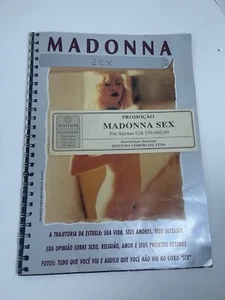 MADONNA
SEX
PROMOÇÃO
MADONNA SEX
Por Apenas Cr$ 150.000,00
A TRAJETÓRIA DA ESTRELA: SUA VIDA, SEUS AMORES, SEUS SUCESSOS
SUA OPINIÃO SOBRE SEXO, RELIGIÃO, AMOR E SEUS PROJETOS FUTUROS
FOTOS: TUDO QUE VOCÊ VIU E AQUILO QUE VOCÊ NÃO VIU NO LIVRO "SEX"